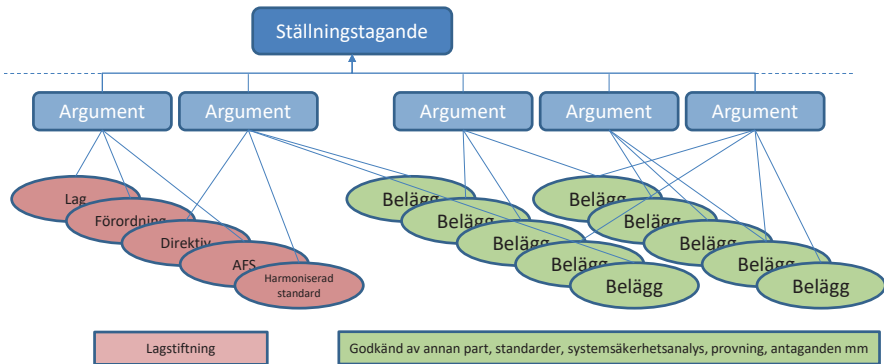 Ställningstagande
Argument Argument Argument Argument Argument
Lag
Förordning
Direktiv
AFS
Harmoniserad
standard
Belägg
Belägg
Belägg
Belägg
Belägg
Belägg
Belägg
Belägg
Belägg
Belägg
Lagstiftning
Godkänd av annan part, standarder, systemsäkerhetsanalys, provning, antaganden mm